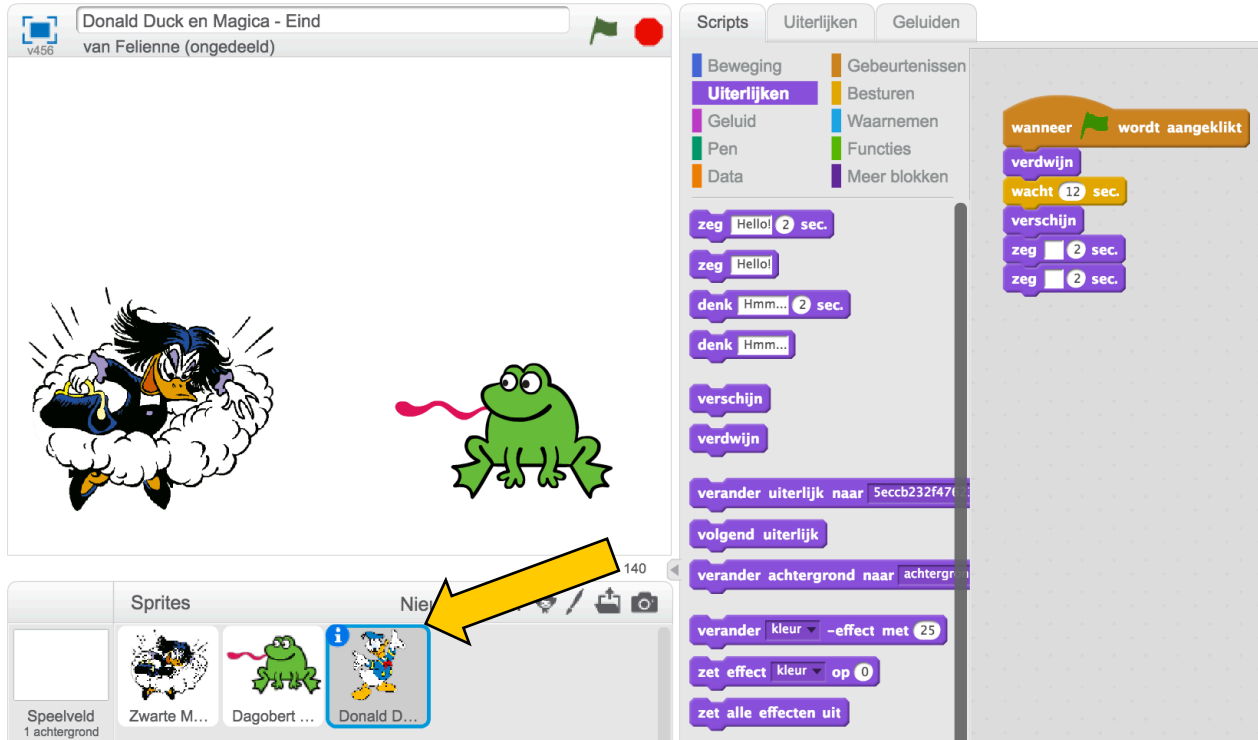 Donald Duck en Magica - Eind
van Felienne (ongedeeld)
v456
Scripts
Uiterlijken
Geluiden
Beweging
Gebeurtenissen
Uiterlijken
Besturen
Geluid
Waarnemen
Pen
Functies
Data
Meer blokken
zeg Hello! 2 sec.
zeg Hello!
denk Hmm... 2 sec.
denk Hmm...
verschijn
verdwijn
verander uiterlijk naar 5eccb232f476
volgend uiterlijk
verander achtergrond naar achtergron
verander kleur -effect met 25
zet effect kleur op 0
zet alle effecten uit
wanneer wordt aangeklikt
verdwijn
wacht 12 sec.
verschijn
zeg 2 sec.
zeg 2 sec.
140
Sprites
Speelveld
1 achtergrond
Zwarte M...
Dagobert ...
Donald D...